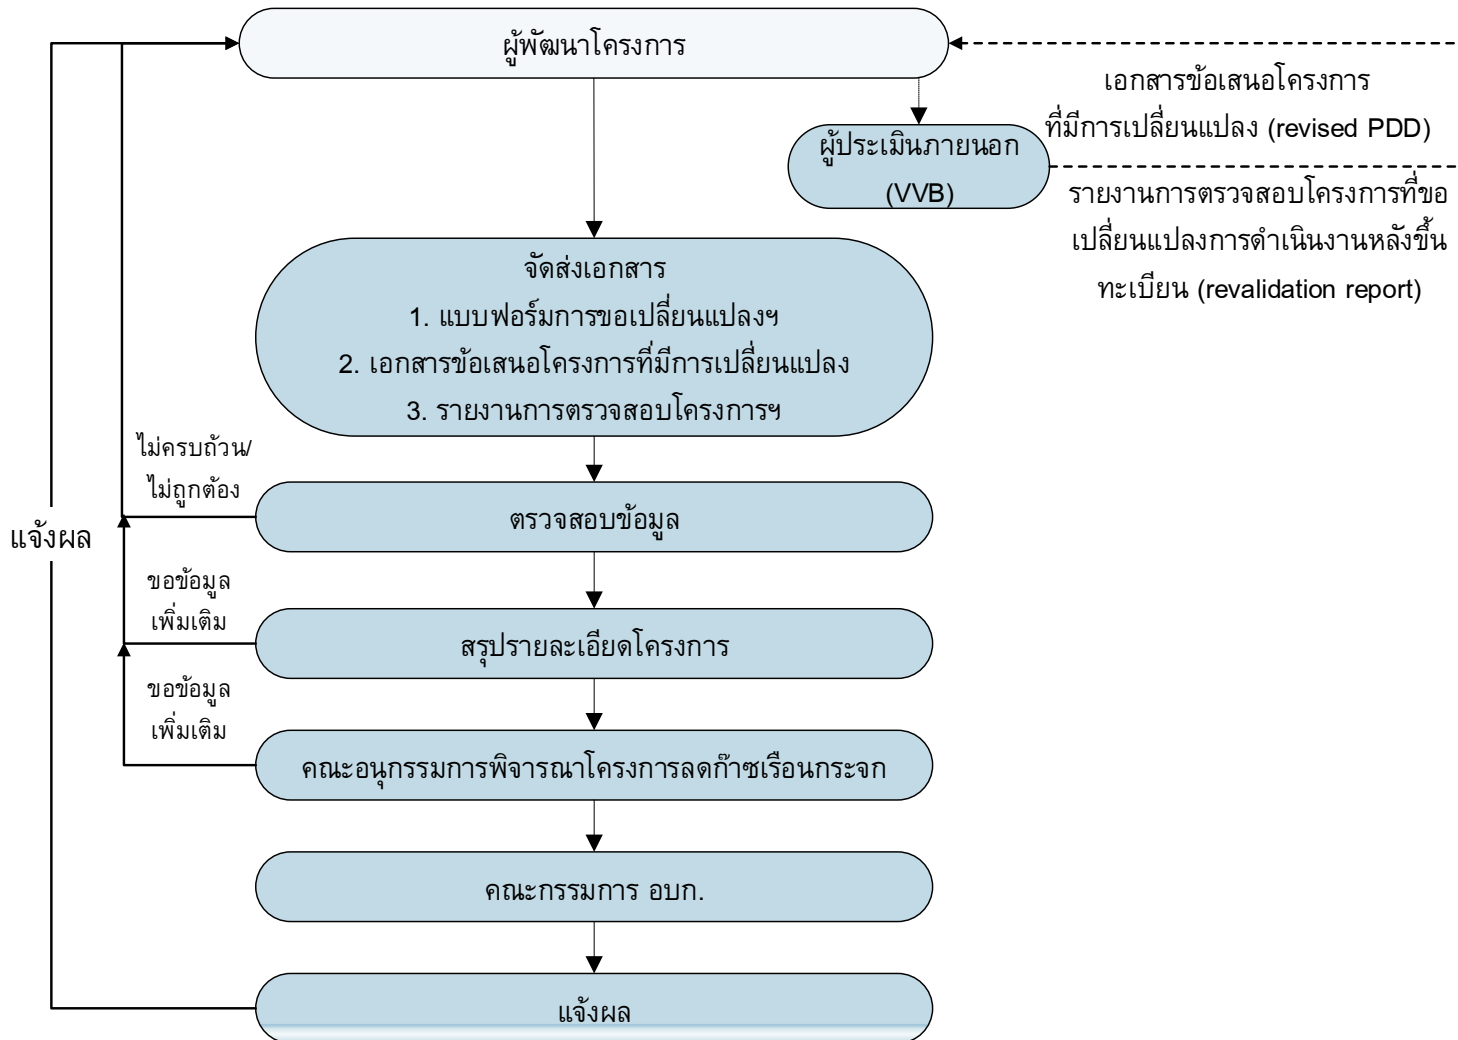 ผู้พัฒนาโครงการ
เอกสารข้อเสนอโครงการ
ที่มีการเปลี่ยนแปลง (revised PDD)
ผู้ประเมินภายนอก
(VVB)
รายงานการตรวจสอบโครงการที่ขอ
เปลี่ยนแปลงการดำเนินงานหลังขึ้น
ทะเบียน (revalidation report)
จัดส่งเอกสาร
1. แบบฟอร์มการขอเปลี่ยนแปลงฯ
2. เอกสารข้อเสนอโครงการที่มีการเปลี่ยนแปลง
3. รายงานการตรวจสอบโครงการฯ
ไม่ครบถ้วน/
ไม่ถูกต้อง
ตรวจสอบข้อมูล
แจ้งผล
ขอข้อมูล
เพิ่มเติม
สรุปรายละเอียดโครงการ
ขอข้อมูล
เพิ่มเติม
คณะอนุกรรมการพิจารณาโครงการลดก๊าซเรือนกระจก
คณะกรรมการ อบก.
แจ้งผล